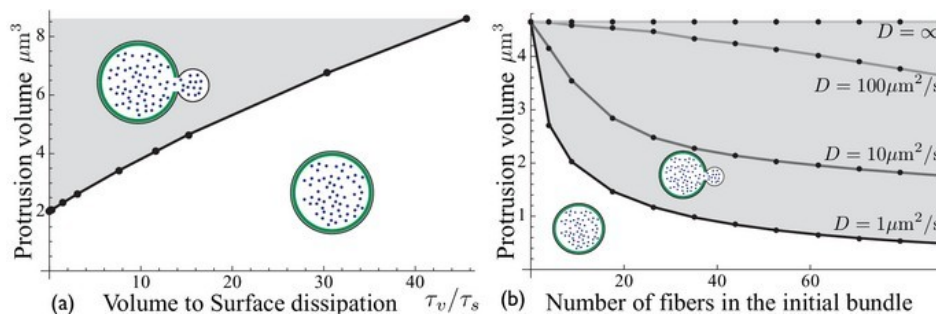 Protrusion volume μm³
8
6
4
2
0
10
20
30
40
(a)
Volume to Surface dissipation τ_v/τ_s
Protrusion volume μm³
4
3
2
1
20
40
60
D = ∞
D = 100μm²/s
D = 10μm²/s
D = 1μm²/s
(b)
Number of fibers in the initial bundle